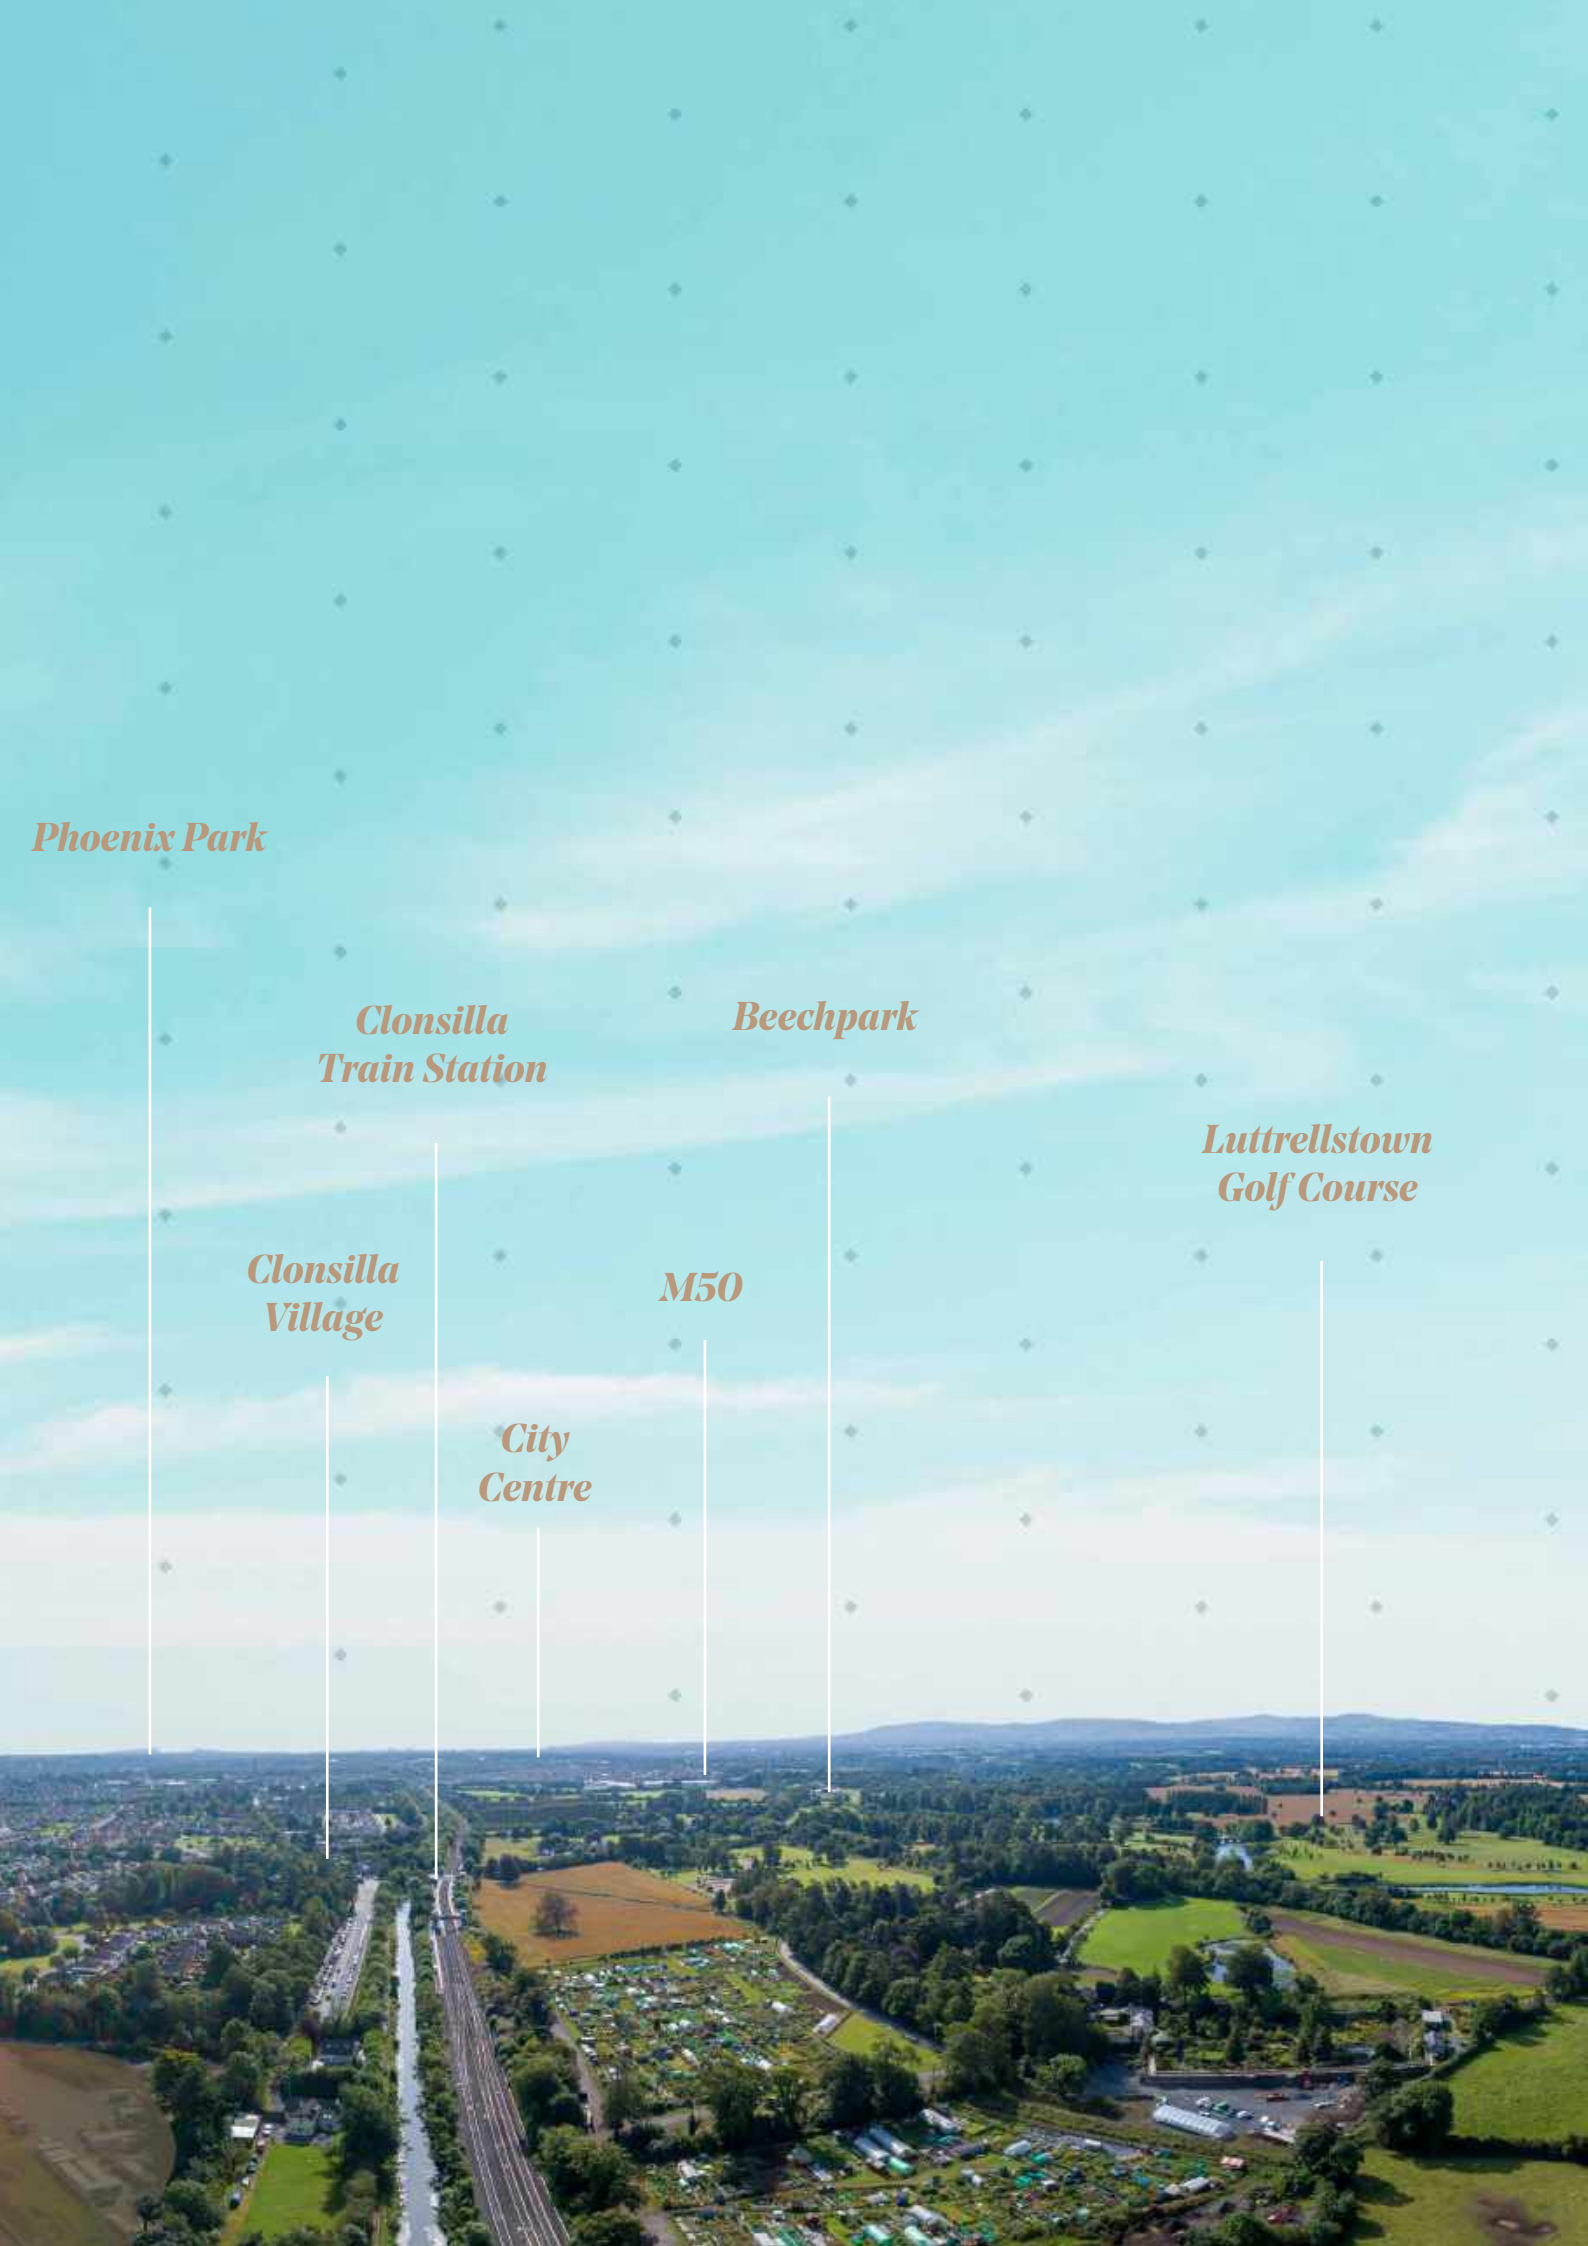 Phoenix Park
Clonsilla
Train Station
Beechpark
Luttrellstown
Golf Course
Clonsilla
Village
M50
City
Centre